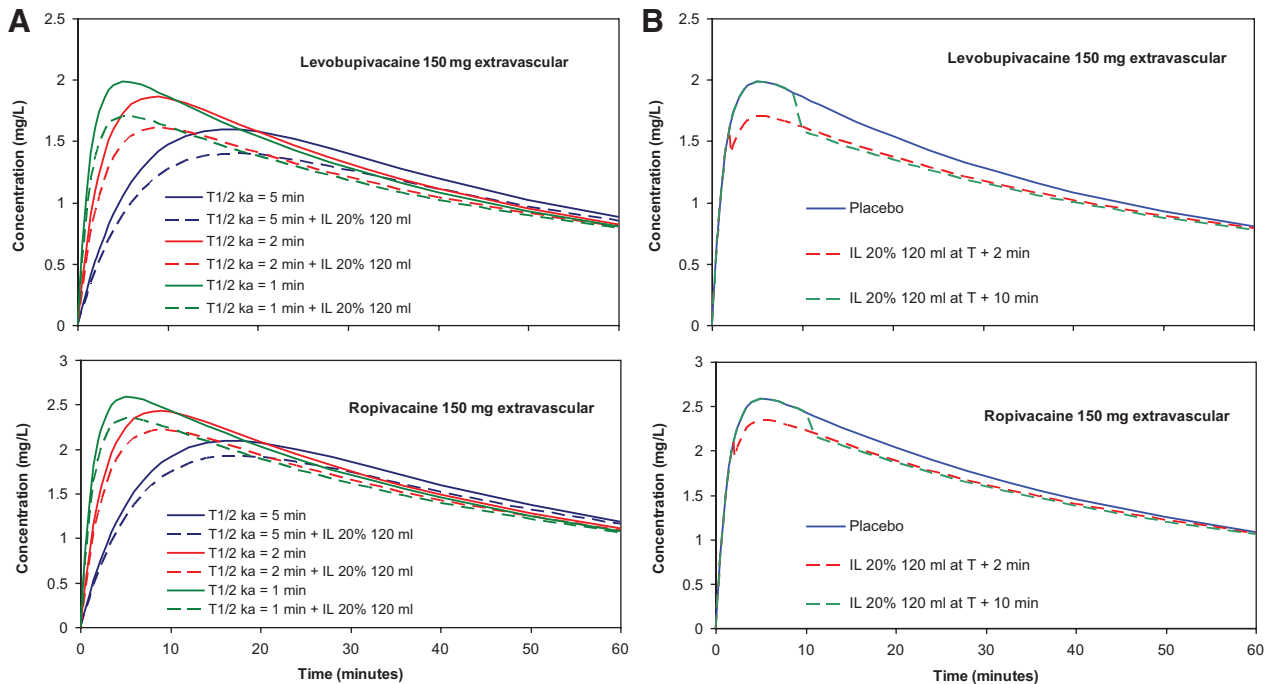 A
2.5
2
1.5
1
0.5
0
Concentration (mg/L)
Levobupivacaine 150 mg extravascular
T1/2 ka = 5 min
T1/2 ka = 5 min + IL 20% 120 ml
T1/2 ka = 2 min
T1/2 ka = 2 min + IL 20% 120 ml
T1/2 ka = 1 min
T1/2 ka = 1 min + IL 20% 120 ml
3
2.5
2
1.5
1
0.5
0
Concentration (mg/L)
Ropivacaine 150 mg extravascular
T1/2 ka = 5 min
T1/2 ka = 5 min + IL 20% 120 ml
T1/2 ka = 2 min
T1/2 ka = 2 min + IL 20% 120 ml
T1/2 ka = 1 min
T1/2 ka = 1 min + IL 20% 120 ml
0 10 20 30 40 50 60
Time (minutes)
B
2.5
2
1.5
1
0.5
0
Concentration (mg/L)
Levobupivacaine 150 mg extravascular
Placebo
IL 20% 120 ml at T + 2 min
IL 20% 120 ml at T + 10 min
3
2.5
2
1.5
1
0.5
0
Concentration (mg/L)
Ropivacaine 150 mg extravascular
Placebo
IL 20% 120 ml at T + 2 min
IL 20% 120 ml at T + 10 min
0 10 20 30 40 50 60
Time (minutes)